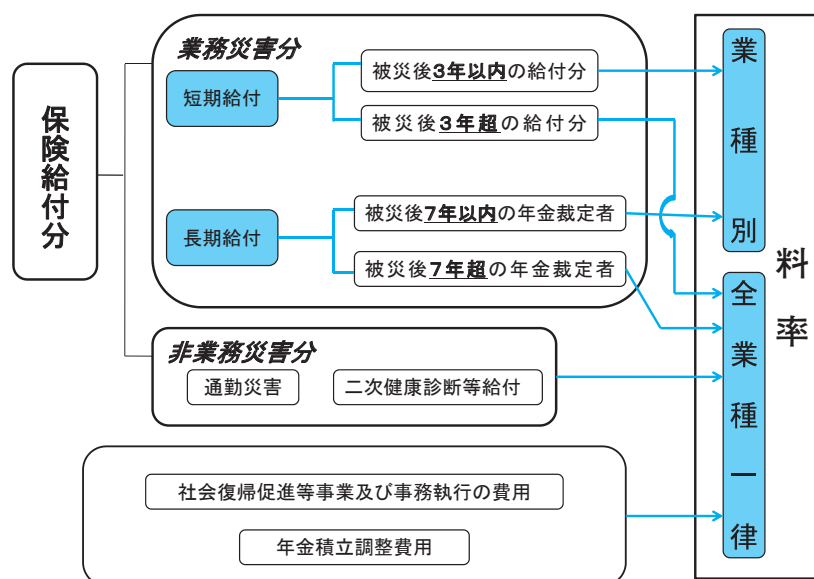 保険給付分
業務災害分
短期給付
被災後3年以内の給付分
被災後3年超の給付分
長期給付
被災後7年以内の年金裁定者
被災後7年超の年金裁定者
非業務災害分
通勤災害
二次健康診断等給付
社会復帰促進等事業及び事務執行の費用
年金積立調整費用
業種別
全業種一律
料率